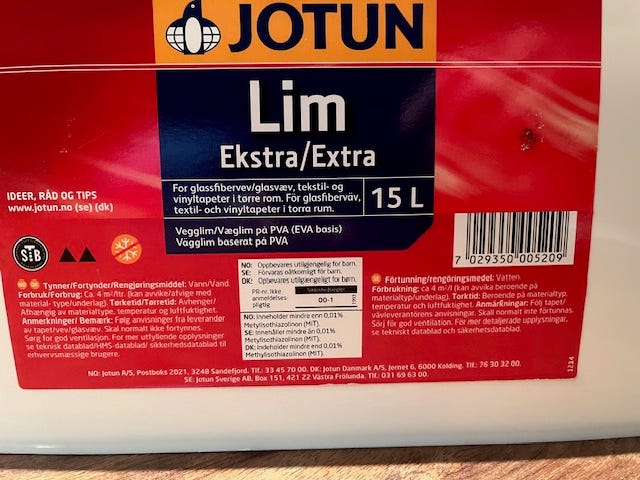 JOTUN
Lim
Ekstra/Extra
For glassfibervev/glasvæv, tekstil- og
vinyltapeter i tørre rom. För glasfiberväv,
textil- och vinyltapeter i torra rum.
15 L
IDEER, RÅD OG TIPS
www.jotun.no (se) (dk)
Vegglim/Væglim på PVA (EVA basis)
Vägglim baserat på PVA
7 029350 005209
STB
NO: Oppbevares utilgjengelig for barn.
SE: Förvaras oåtkomligt för barn.
DK: Opbevares utilgængeligt for børn.
PR-nr. Ikke
anmeldelses-
pligtig
00-1
1993
NO: Inneholder mindre enn 0,01%
Metylisothiazolinon (MIT).
SE: Innehåller mindre än 0,01%
Metylisotiazolinon (MIT).
DK: Indeholder mindre end 0,01%
Methylisothiazolinon (MIT).
NO DK Tynner/Fortynder/Rengjøringsmiddel: Vann/Vand.
Forbruk/Forbrug: Ca. 4 m²/ltr. (kan avvike/afvige med
material- type/underlag). Tørketid/Tørretid: Avhenger/
Afhængig av materialtype, temperatur og luftfuktighet.
Anmerkninger/ Bemærk: Følg anvisninger fra leverandør
av tapet/vev/glasvæv. Skal normalt ikke fortynnes.
Sørg for god ventilation. For mer utfyllende opplysninger
se teknisk datablad/HMS-datablad/ sikkerhedsdatablad til
erhvervsmæssige brugere.
SE Förtunning/rengöringsmedel: Vatten
Förbrukning: ca 4 m²/l (kan avvika beroende på
materialtyp/underlag). Torktid: Beroende på materialtyp,
temperatur och luftfuktighet. Anmärkningar: Följ tapet/
vävleverantörens anvisningar. Skall normalt inte förtunnas.
Sörj för god ventilation. För mer detaljerade upplysningar,
se tekniskt datablad och säkerhetsdatablad.
NO: Jotun A/S, Postboks 2021, 3248 Sandefjord. Tlf.: 33 45 70 00. DK: Jotun Danmark A/S, Jernet 6, 6000 Kolding. Tlf.: 76 30 32 00.
SE: Jotun Sverige AB, Box 151, 421 22 Västra Frölunda. Tlf.: 031 69 63 00.
1214